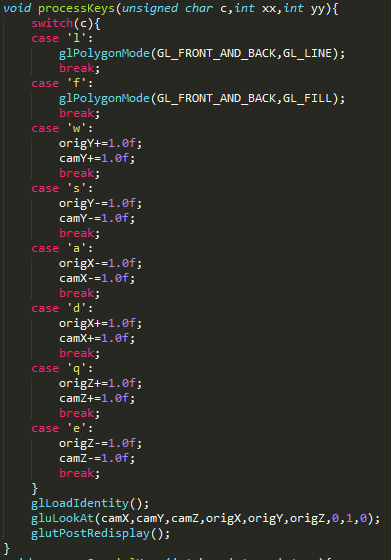 void processKeys(unsigned char c,int xx,int yy){
switch(c){
case 'l':
glPolygonMode(GL_FRONT_AND_BACK,GL_LINE);
break;
case 'f':
glPolygonMode(GL_FRONT_AND_BACK,GL_FILL);
break;
case 'w':
origY+=1.0f;
camY+=1.0f;
break;
case 's':
origY-=1.0f;
camY-=1.0f;
break;
case 'a':
origX-=1.0f;
camX-=1.0f;
break;
case 'd':
origX+=1.0f;
camX+=1.0f;
break;
case 'q':
origZ+=1.0f;
camZ+=1.0f;
break;
case 'e':
origZ-=1.0f;
camZ-=1.0f;
break;
}
glLoadIdentity();
gluLookAt(camX,camY,camZ,origX,origY,origZ,0,1,0);
glutPostRedisplay();
}